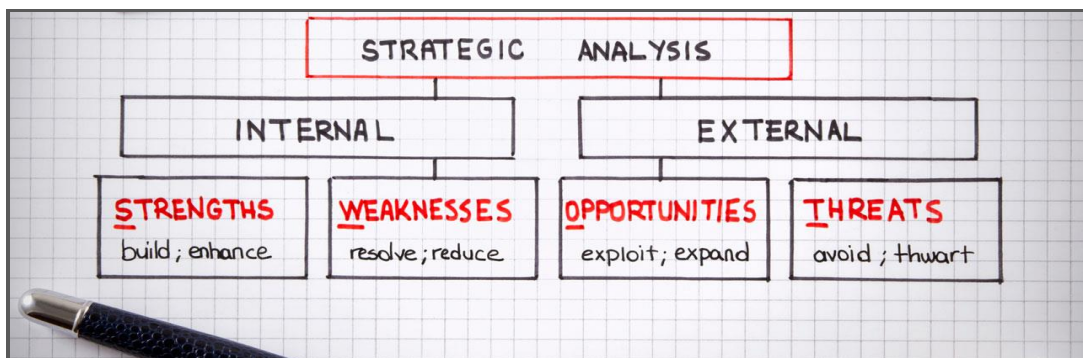 STRATEGIC ANALYSIS
INTERNAL
EXTERNAL
STRENGTHS
build; enhance
WEAKNESSES
resolve; reduce
OPPORTUNITIES
exploit; expand
THREATS
avoid; thwart